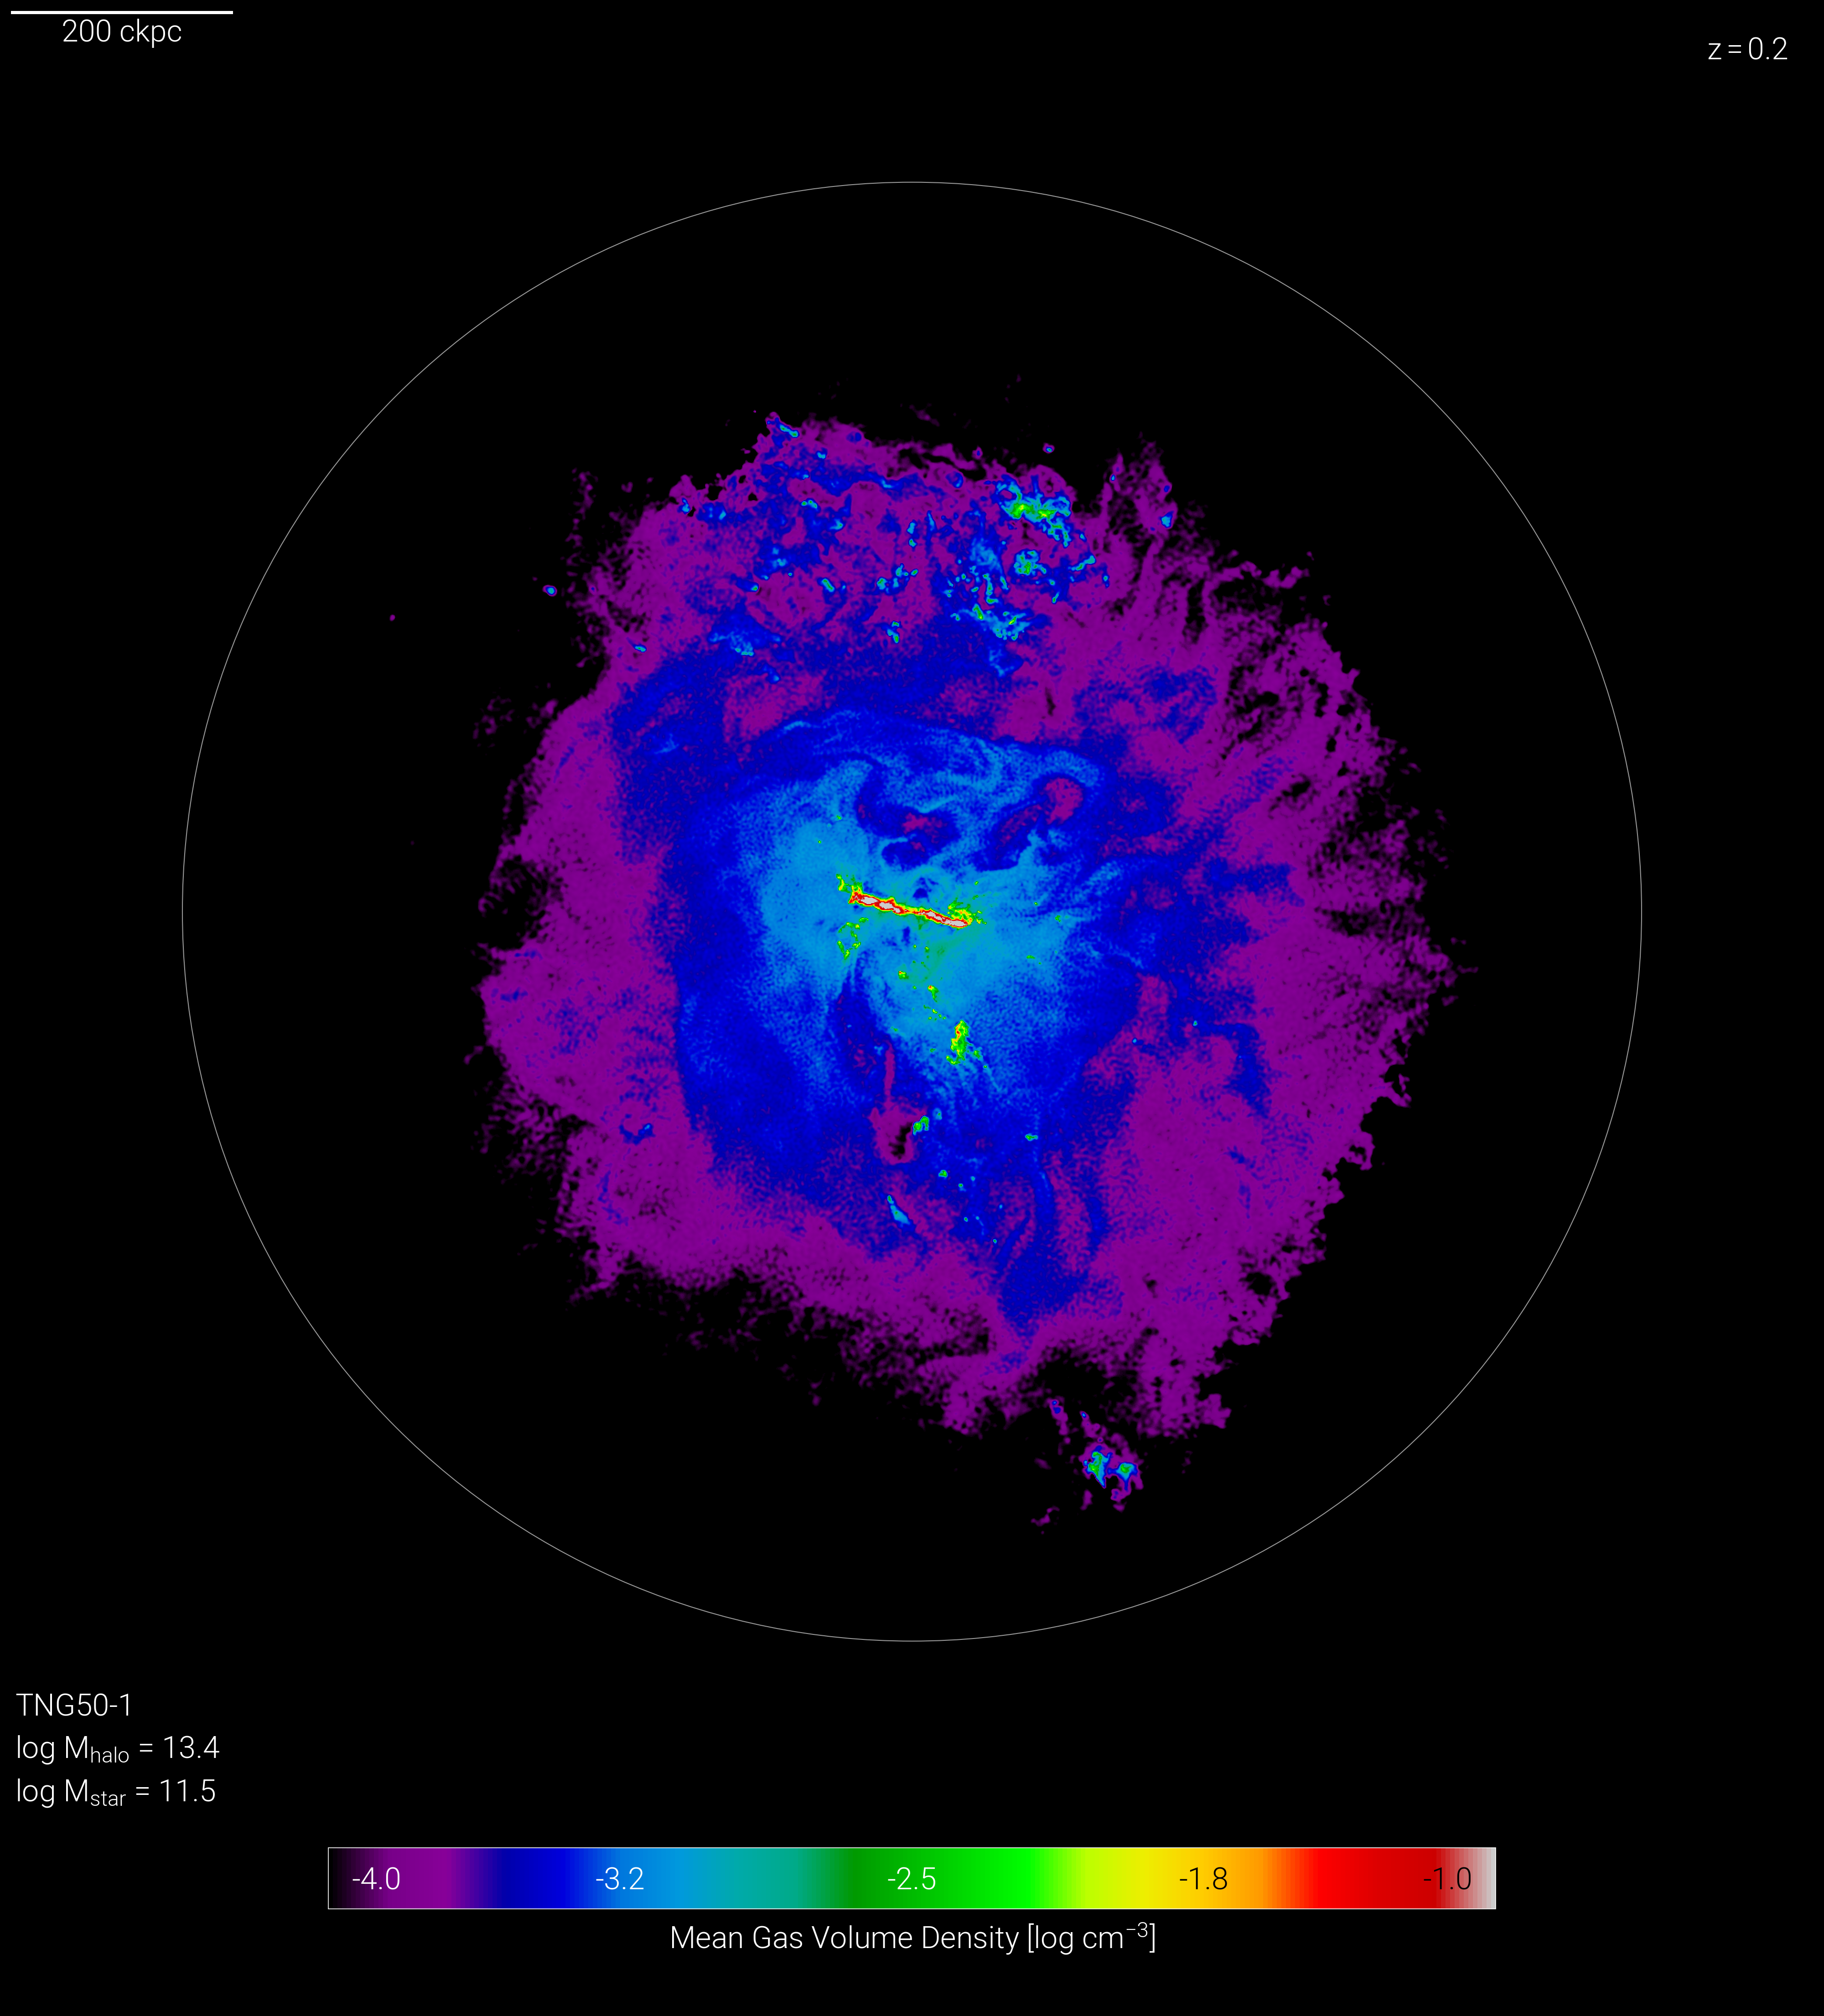 200 ckpc
z = 0.2
TNG50-1
log M_halo = 13.4
log M_star = 11.5
-4.0 -3.2 -2.5 -1.8 -1.0
Mean Gas Volume Density [log cm⁻³]